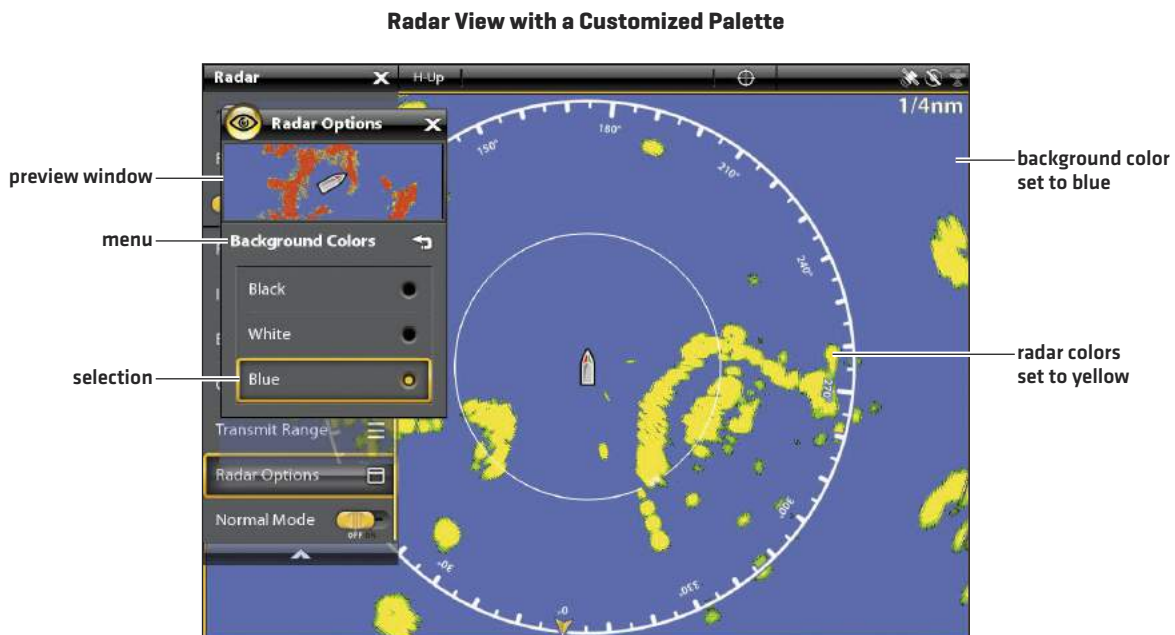 Radar View with a Customized Palette
Radar
H-Up
1/4nm
Radar Options
preview window
menu
Background Colors
Black
White
selection
Blue
Transmit Range
Radar Options
Normal Mode
OFF ON
background color
set to blue
radar colors
set to yellow
150°
180°
210°
240°
270°
300°
330°
0°
30°